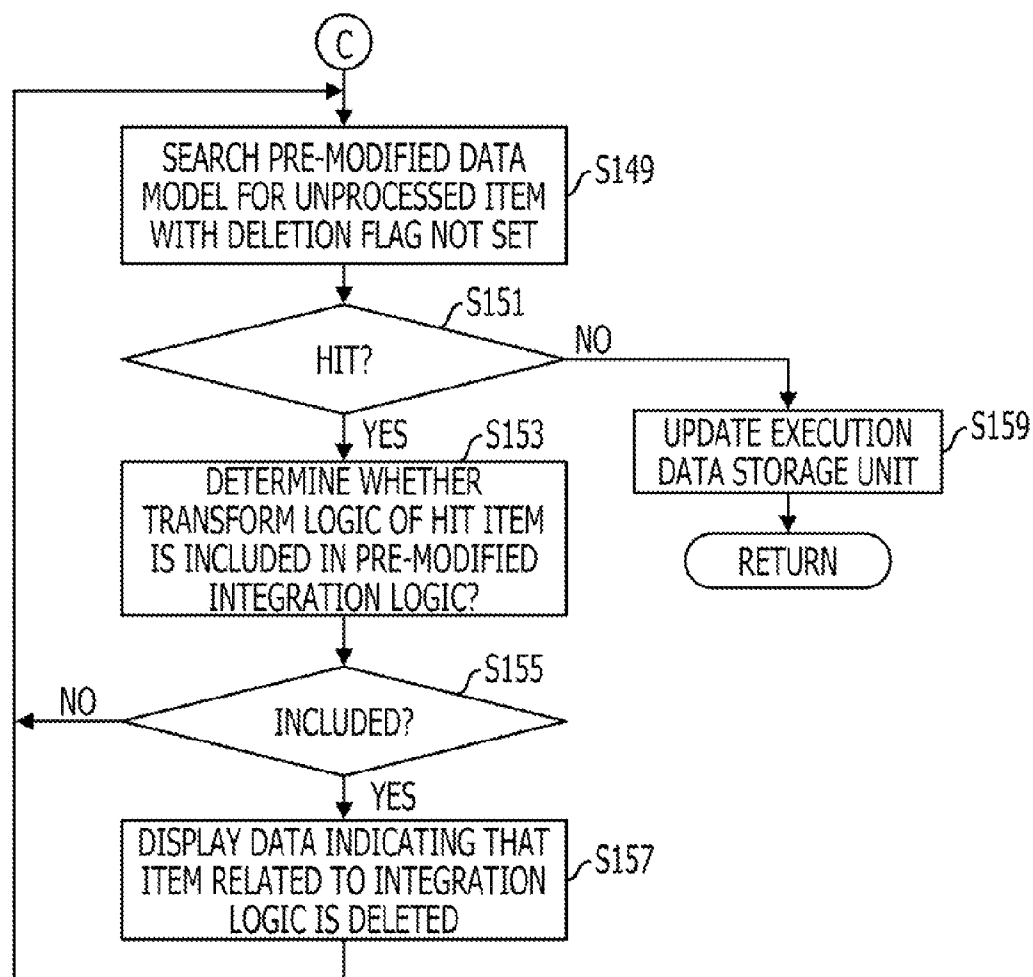 C
SEARCH PRE-MODIFIED DATA
MODEL FOR UNPROCESSED ITEM
WITH DELETION FLAG NOT SET
S149
S151
HIT?
NO
YES
S153
DETERMINE WHETHER
TRANSFORM LOGIC OF HIT ITEM
IS INCLUDED IN PRE-MODIFIED
INTEGRATION LOGIC?
UPDATE EXECUTION
DATA STORAGE UNIT
S159
RETURN
S155
NO
INCLUDED?
YES
DISPLAY DATA INDICATING THAT
ITEM RELATED TO INTEGRATION
LOGIC IS DELETED
S157